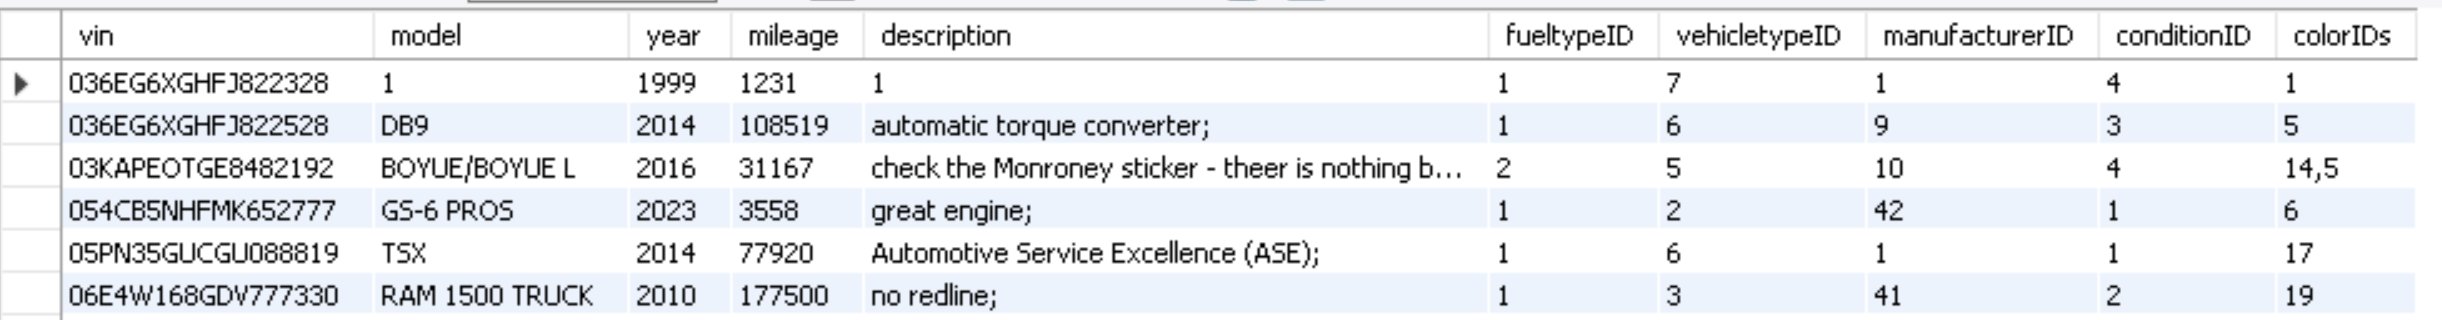 vin model year mileage description fueltypeID vehicletypeID manufacturerID conditionID colorIDs
036EG6XGHFJ822328 1 1999 1231 1 1 7 1 4 1
036EG6XGHFJ822528 DB9 2014 108519 automatic torque converter; 1 6 9 3 5
03KAPEOTGE8482192 BOYUE/BOYUE L 2016 31167 check the Monroney sticker - theer is nothing b... 2 5 10 4 14,5
054CB5NHFMK652777 GS-6 PROS 2023 3558 great engine; 1 2 42 1 6
05PN35GUCGU088819 TSX 2014 77920 Automotive Service Excellence (ASE); 1 6 1 1 17
06E4W168GDV777330 RAM 1500 TRUCK 2010 177500 no redline; 1 3 41 2 19